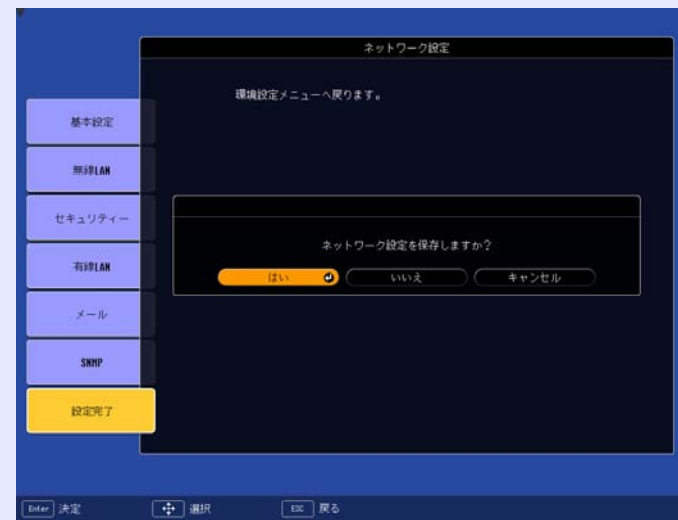 ネットワーク設定
環境設定メニューへ戻ります。
基本設定
無線LAN
セキュリティー
有線LAN
メール
SNMP
設定完了
ネットワーク設定を保存しますか?
はい いいえ キャンセル
Enter 決定 選択 ESC 戻る